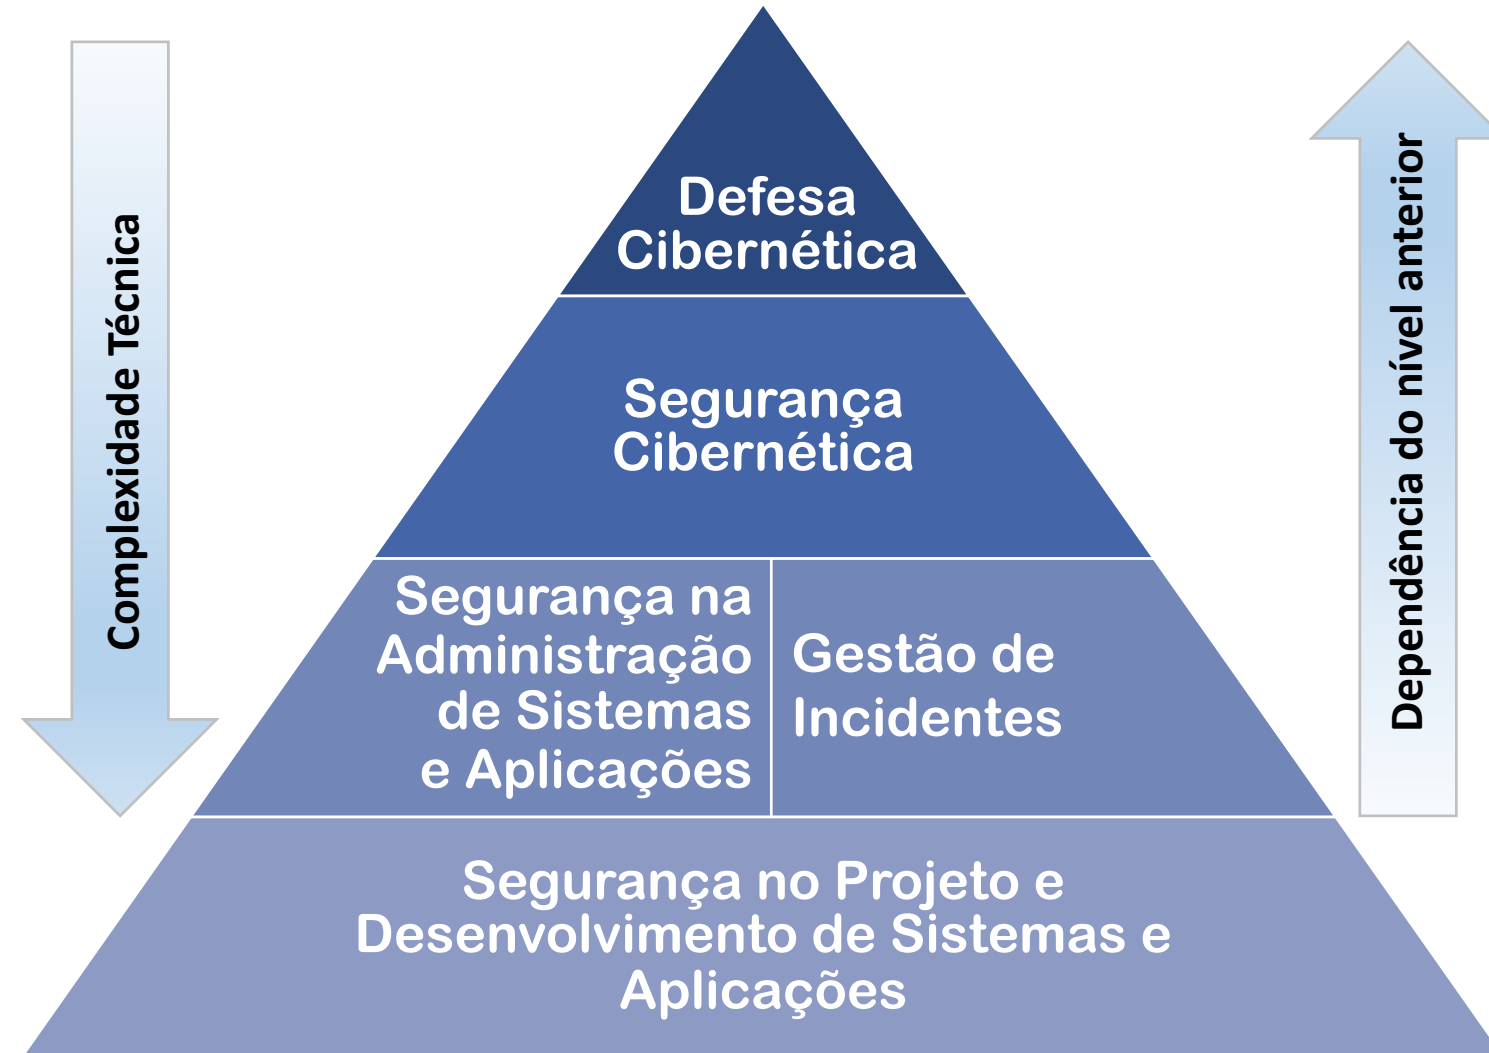 Defesa
Cibernética
Segurança
Cibernética
Segurança na
Administração
de Sistemas
e Aplicações
Gestão de
Incidentes
Segurança no Projeto e
Desenvolvimento de Sistemas e
Aplicações
Complexidade Técnica
Dependência do nível anterior